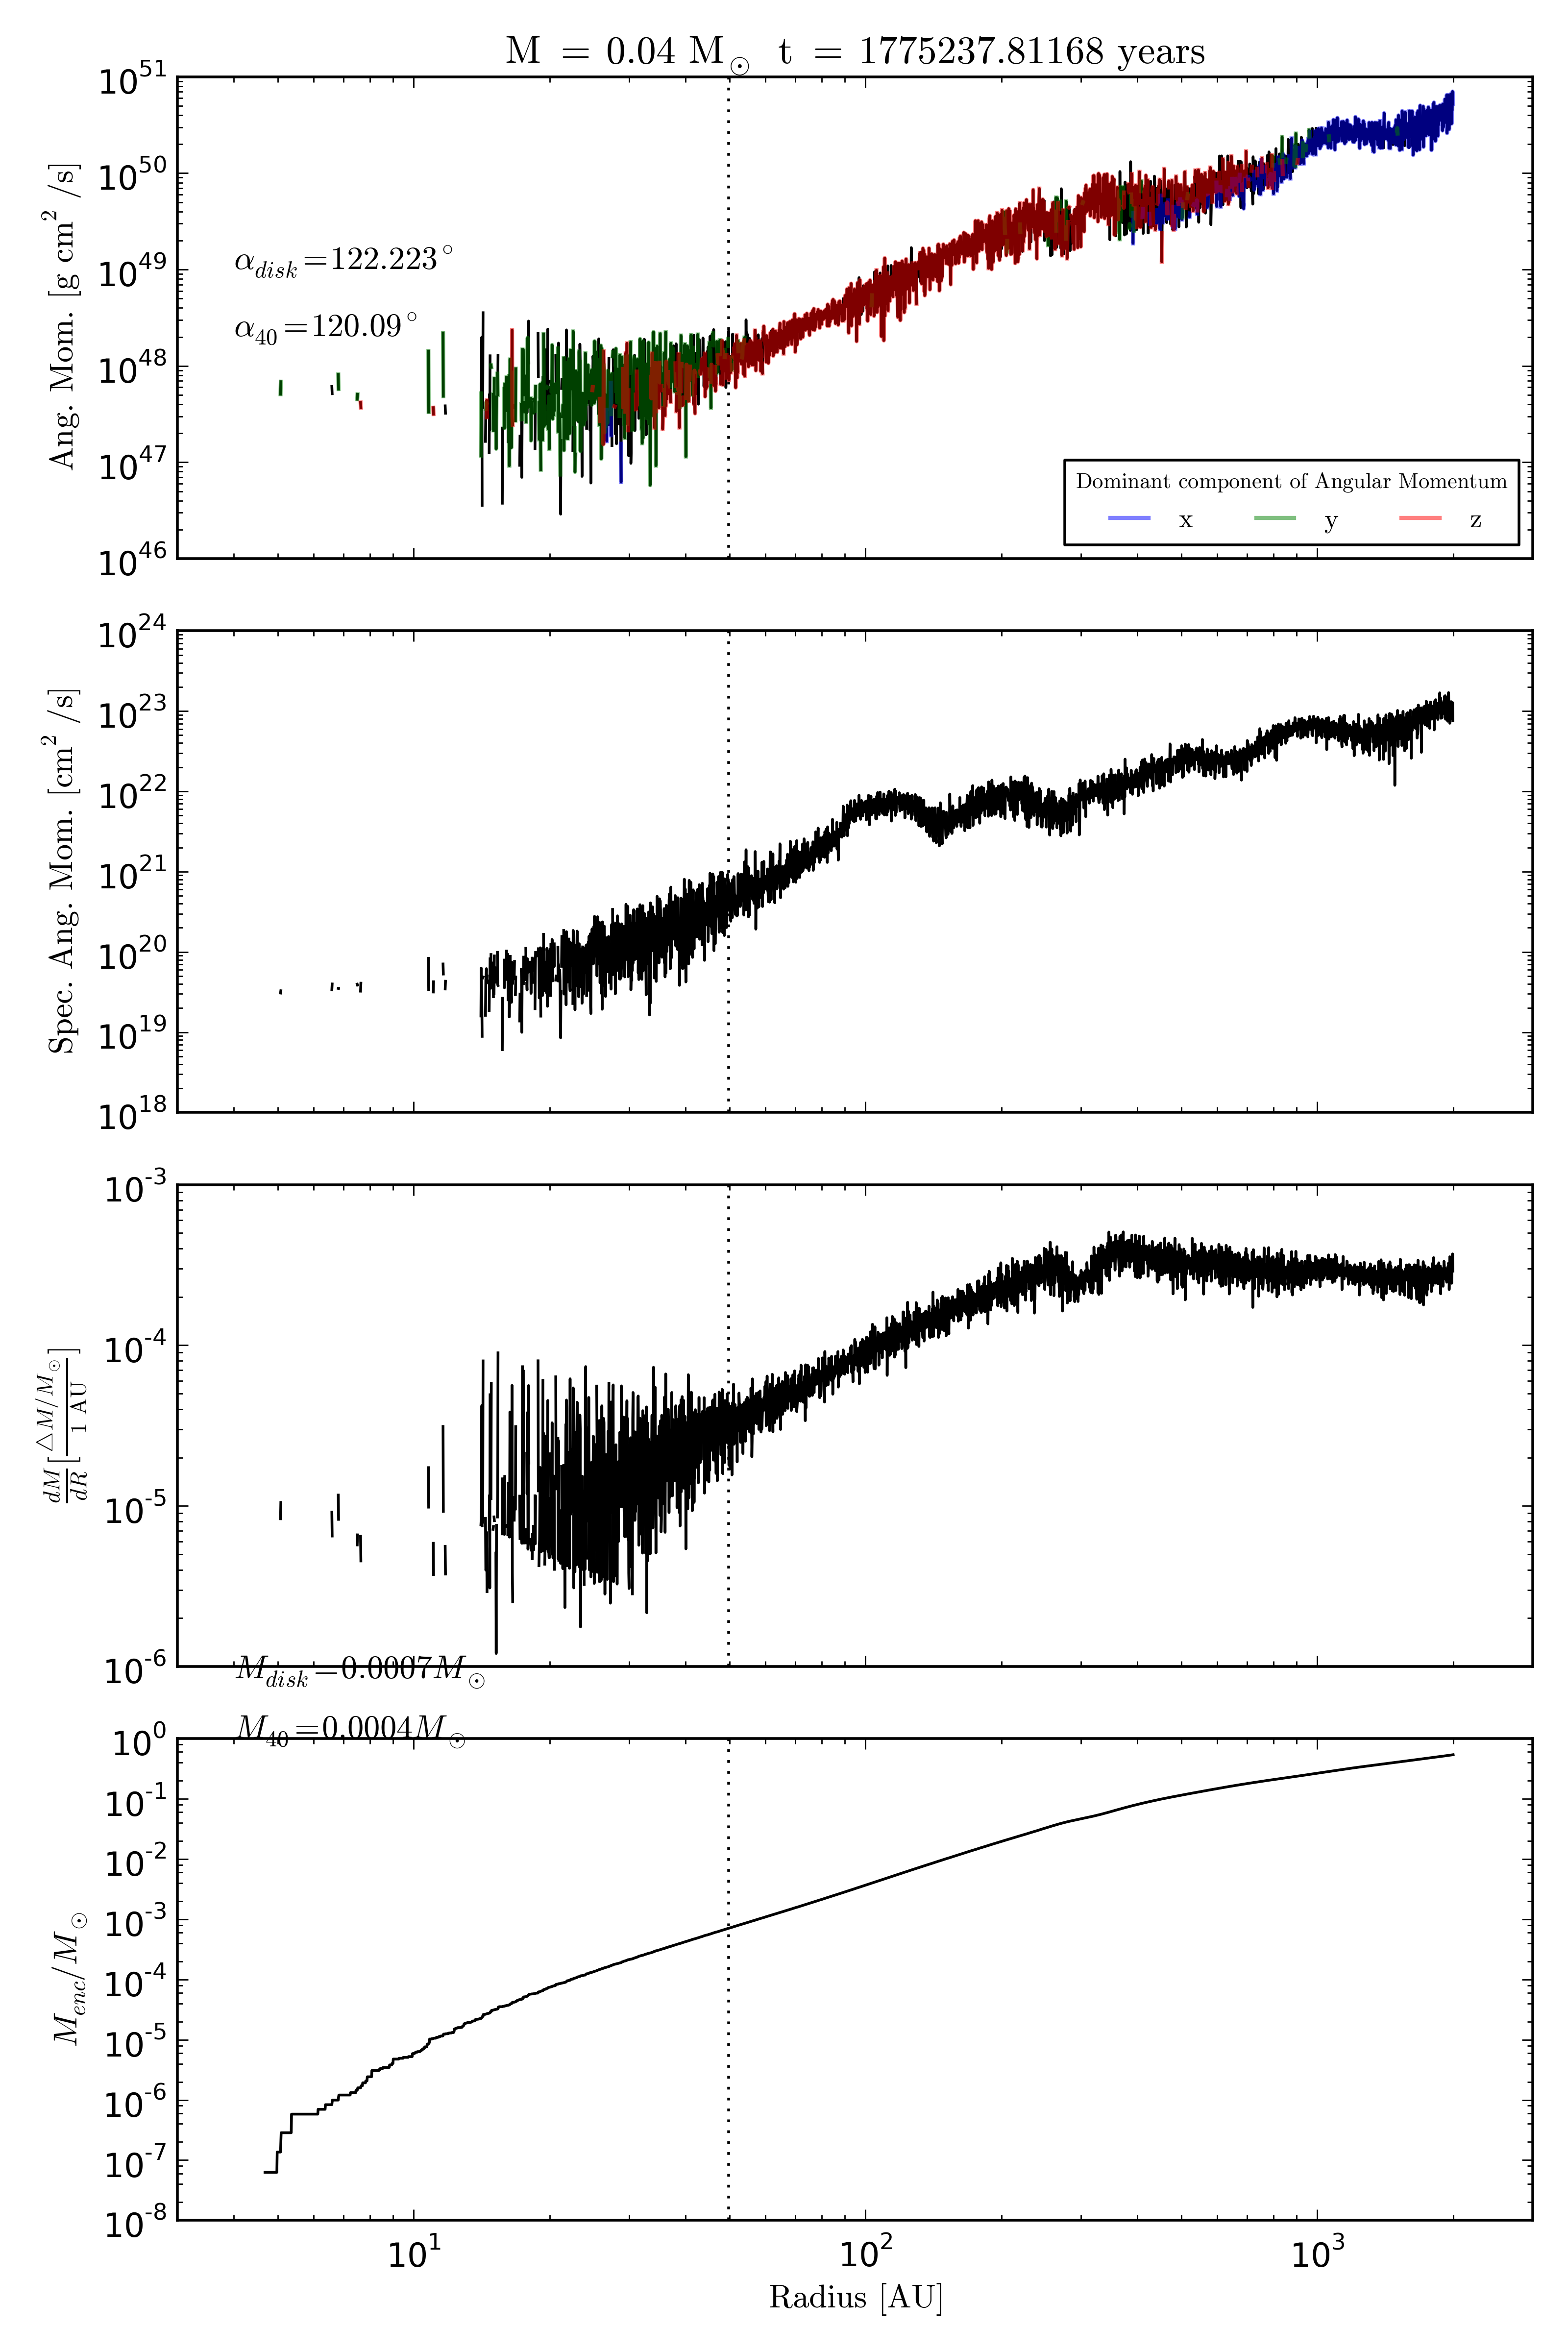 M = 0.04 M⊙ t = 1775237.81168 years
10^51
10^50
10^49
10^48
10^47
10^46
Ang. Mom. [g cm^2 /s]
α_disk=122.223°
α_40=120.09°
Dominant component of Angular Momentum
x y z
10^24
10^23
10^22
10^21
10^20
10^19
10^18
Spec. Ang. Mom. [cm^2 /s]
10^-3
10^-4
10^-5
10^-6
dM/dR [△M/M⊙ / 1 AU]
M_disk=0.0007M⊙
M_40=0.0004M⊙
10^0
10^-1
10^-2
10^-3
10^-4
10^-5
10^-6
10^-7
10^-8
M_enc/M⊙
10^1 10^2 10^3
Radius [AU]